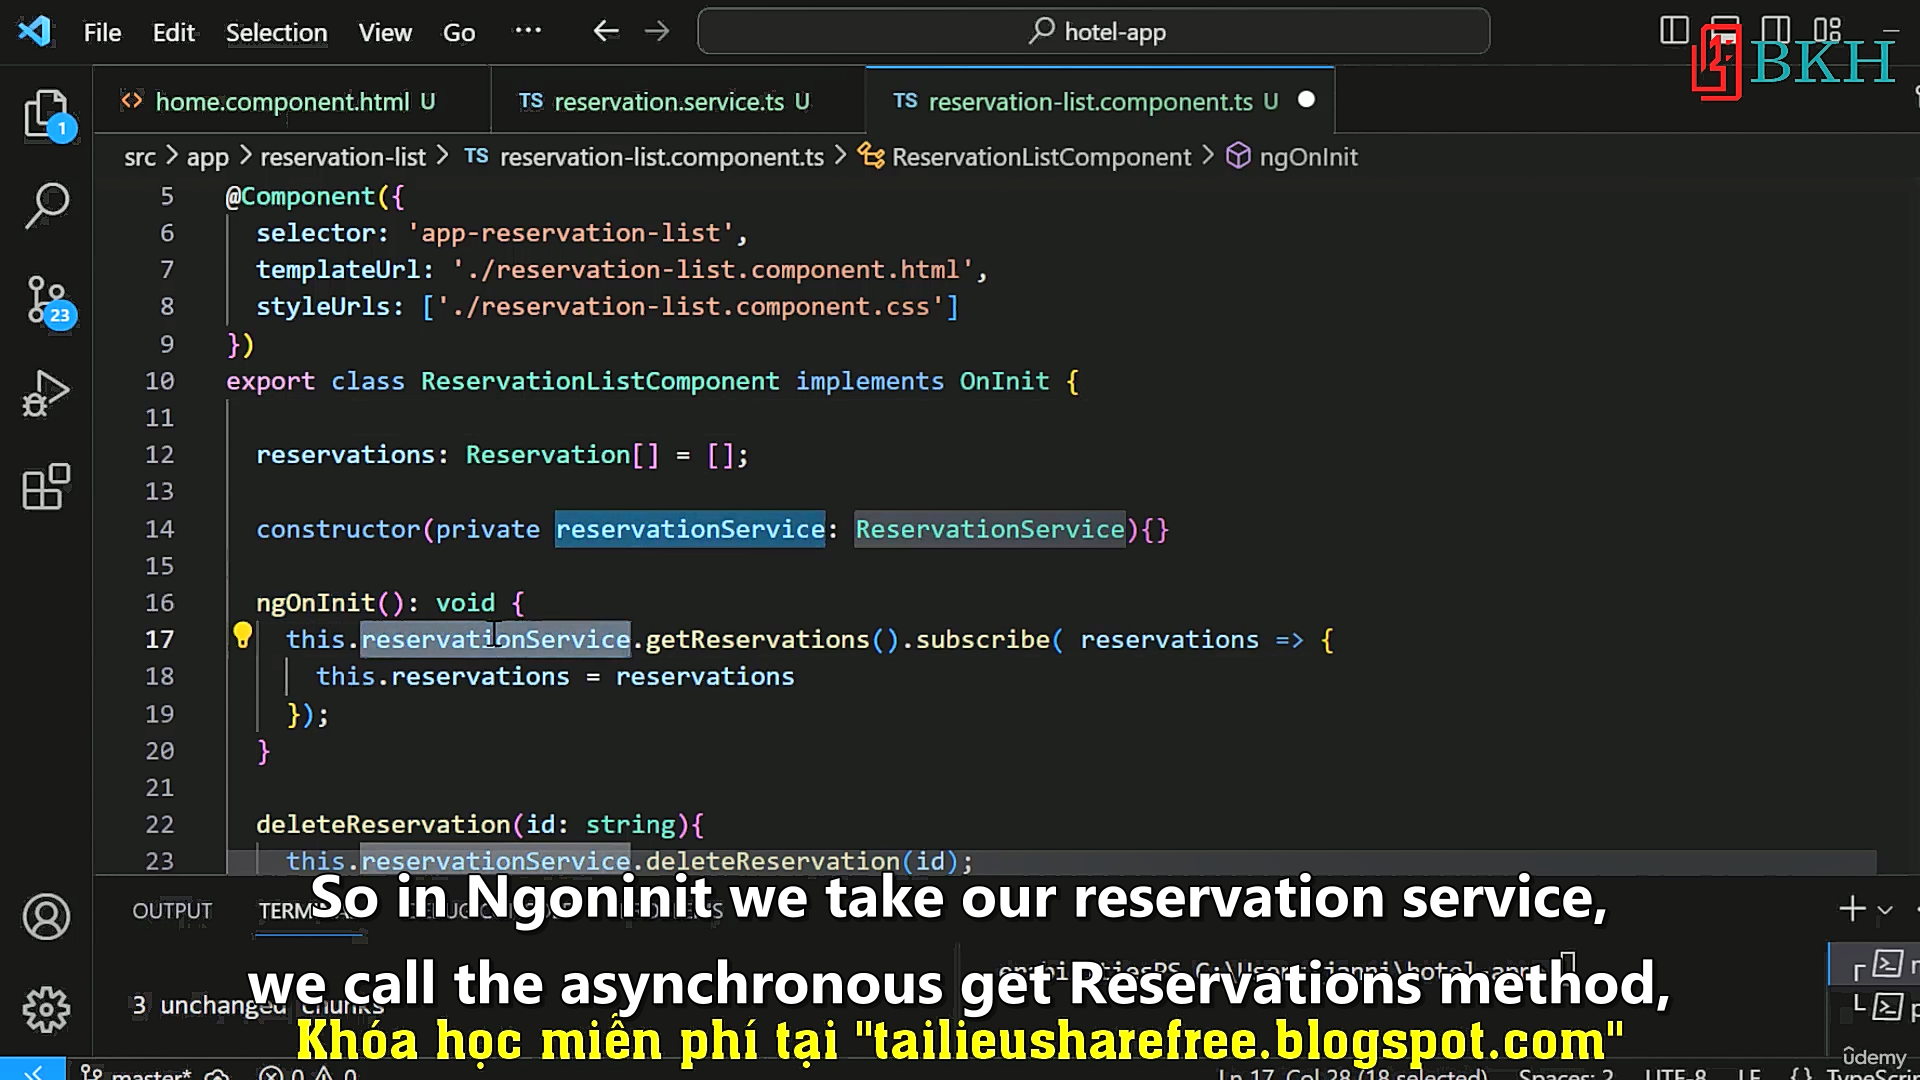 File Edit Selection View Go ··· hotel-app
BKH
home.component.html U TS reservation.service.ts U TS reservation-list.component.ts U
src > app > reservation-list > TS reservation-list.component.ts > ReservationListComponent > ngOnInit
5 @Component({
6 selector: 'app-reservation-list',
7 templateUrl: './reservation-list.component.html',
8 styleUrls: ['./reservation-list.component.css']
9 })
10 export class ReservationListComponent implements OnInit {
11
12 reservations: Reservation[] = [];
13
14 constructor(private reservationService: ReservationService){}
15
16 ngOnInit(): void {
17 this.reservationService.getReservations().subscribe( reservations => {
18 this.reservations = reservations
19 });
20 }
21
22 deleteReservation(id: string){
23 this.reservationService.deleteReservation(id);
1
23
So in Ngoninit we take our reservation service,
OUTPUT
we call the asynchronous get Reservations method,
3 unchanged chunks
Khóa học miễn phí tại "tailieusharefree.blogspot.com"
ûdemy
master* 0 0 Ln 17, Col 28 (18 selected) Spaces: 2 UTF-8 LF {} TypeScri